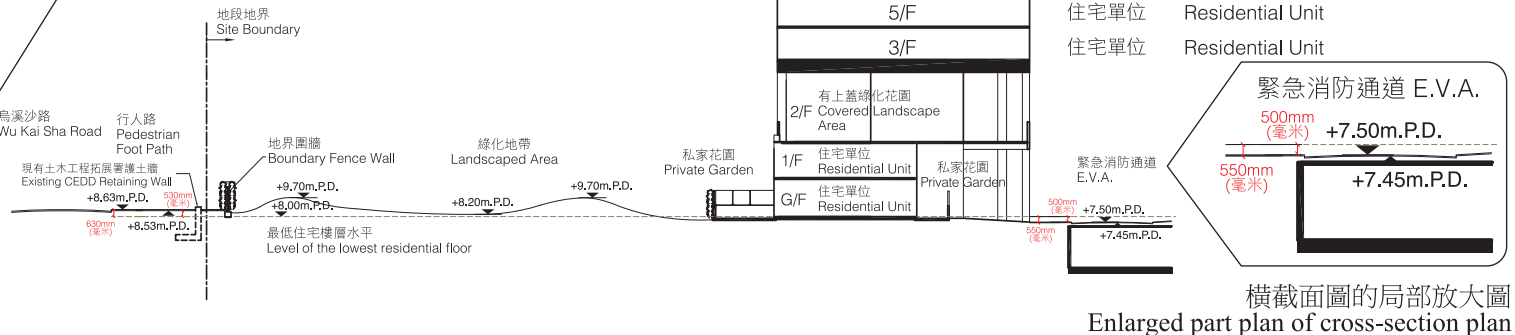 地段地界
Site Boundary
5/F
住宅單位 Residential Unit
3/F
住宅單位 Residential Unit
2/F
有上蓋綠化花園
Covered Landscape
Area
1/F
住宅單位
Residential Unit
G/F
住宅單位
Residential Unit
烏溪沙路
Wu Kai Sha Road
行人路
Pedestrian
Foot Path
現有土木工程拓展署護土牆
Existing CEDD Retaining Wall
+8.63m.P.D.
530mm
(毫米)
630mm
(毫米)
+8.53m.P.D.
地界圍牆
Boundary Fence Wall
+9.70m.P.D.
+8.00m.P.D.
最低住宅樓層水平
Level of the lowest residential floor
綠化地帶
Landscaped Area
+8.20m.P.D.
+9.70m.P.D.
私家花園
Private Garden
私家花園
Private Garden
緊急消防通道
E.V.A.
500mm
(毫米)
+7.50m.P.D.
550mm
(毫米)
+7.45m.P.D.
緊急消防通道 E.V.A.
500mm
(毫米)
+7.50m.P.D.
550mm
(毫米)
+7.45m.P.D.
橫截面圖的局部放大圖
Enlarged part plan of cross-section plan